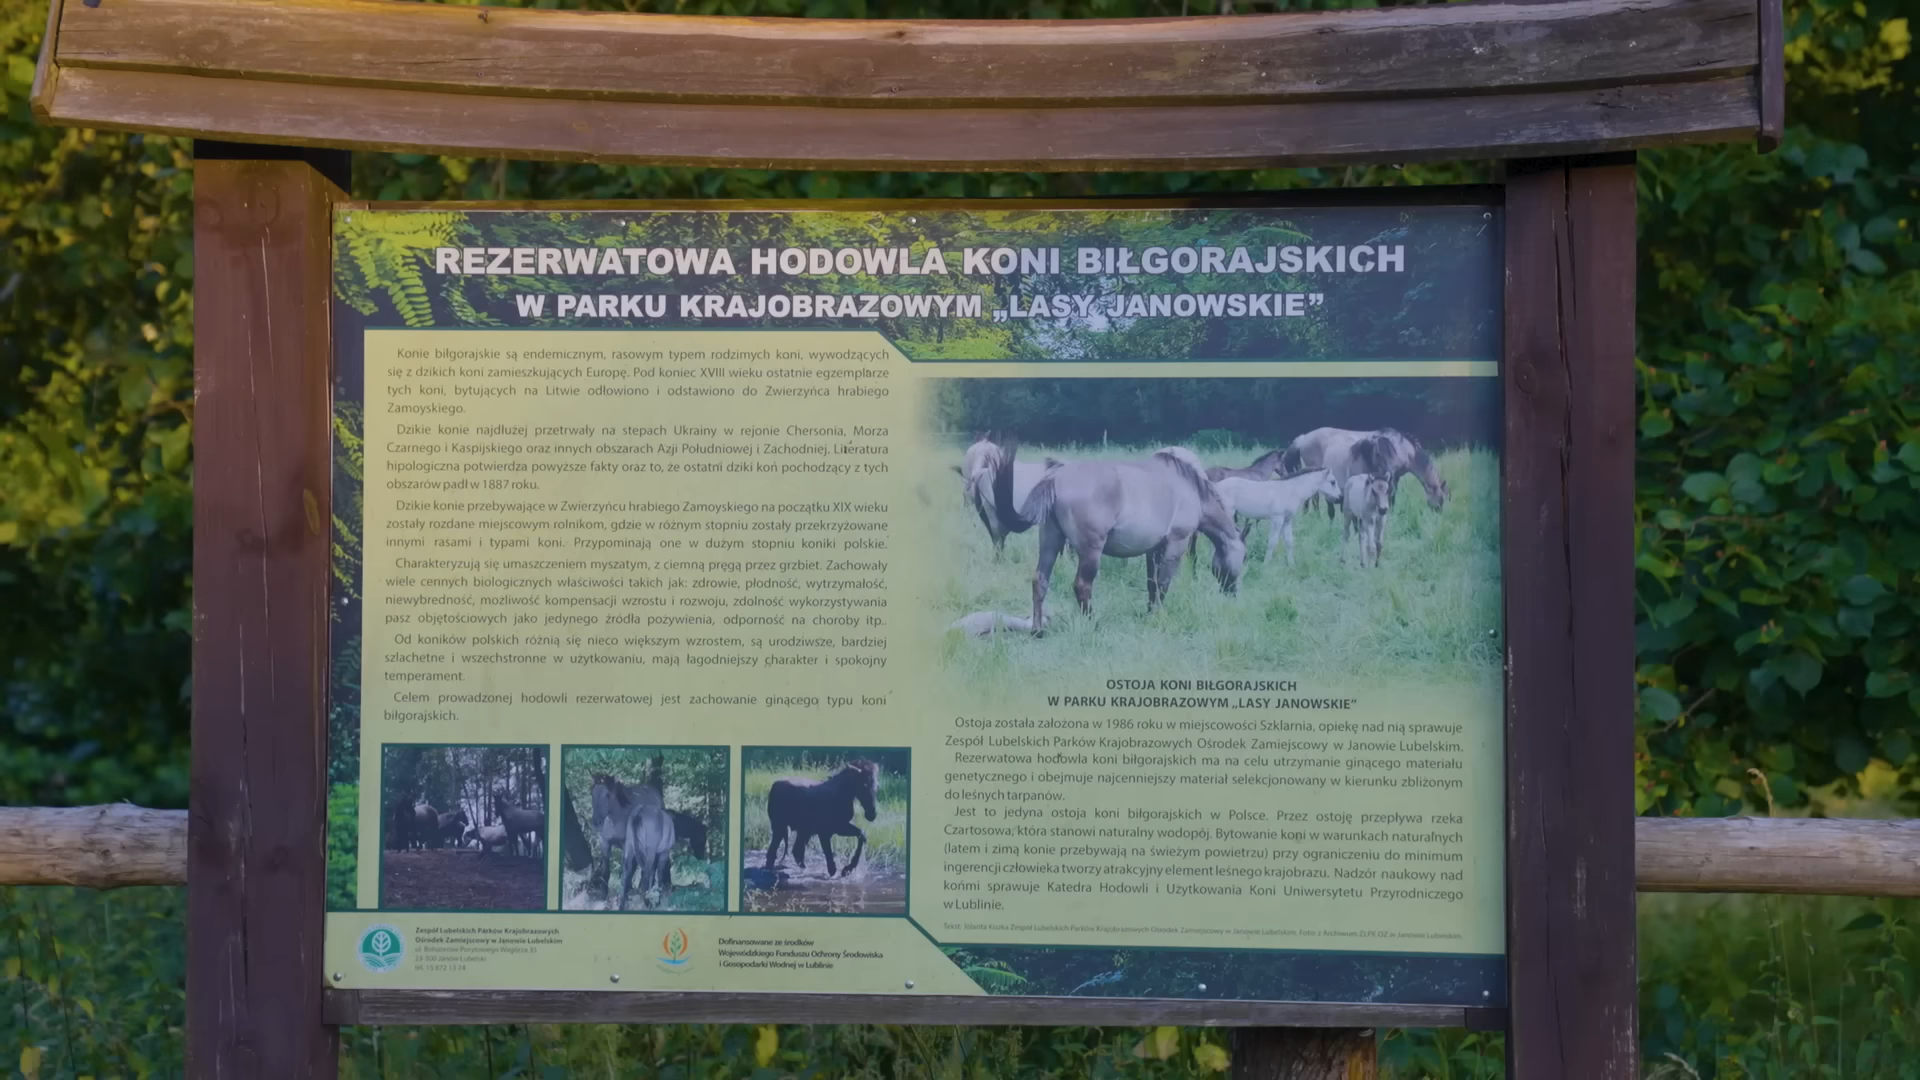 REZERWATOWA HODOWLA KONI BIŁGORAJSKICH
W PARKU KRAJOBRAZOWYM „LASY JANOWSKIE”
Konie biłgorajskie są endemicznym, rasowym typem rodzimych koni, wywodzących
się z dzikich koni zamieszkujących Europę. Pod koniec XVIII wieku ostatnie egzemplarze
tych koni, bytujących na Litwie odłowiono i odstawiono do Zwierzyńca hrabiego
Zamoyskiego.
Dzikie konie najdłużej przetrwały na stepach Ukrainy w rejonie Chersonia, Morza
Czarnego i Kaspijskiego oraz innych obszarach Azji Południowej i Zachodniej. Literatura
hipologiczna potwierdza powyższe fakty oraz to, że ostatni dziki koń pochodzący z tych
obszarów padł w 1887 roku.
Dzikie konie przebywające w Zwierzyńcu hrabiego Zamoyskiego na początku XIX wieku
zostały rozdane miejscowym rolnikom, gdzie w różnym stopniu zostały przekrzyżowane
innymi rasami i typami koni. Przypominają one w dużym stopniu koniki polskie.
Charakteryzują się umaszczeniem myszatym, z ciemną pręgą przez grzbiet. Zachowały
wiele cennych biologicznych właściwości takich jak: zdrowie, płodność, wytrzymałość,
niewybredność, możliwość kompensacji wzrostu i rozwoju, zdolność wykorzystywania
pasz objętościowych jako jedynego źródła pożywienia, odporność na choroby itp..
Od koników polskich różnią się nieco większym wzrostem, są urodziwsze, bardziej
szlachetne i wszechstronne w użytkowaniu, mają łagodniejszy charakter i spokojny
temperament.
Celem prowadzonej hodowli rezerwatowej jest zachowanie ginącego typu koni
biłgorajskich.
OSTOJA KONI BIŁGORAJSKICH
W PARKU KRAJOBRAZOWYM „LASY JANOWSKIE”
Ostoja została założona w 1986 roku w miejscowości Szklarnia, opiekę nad nią sprawuje
Zespół Lubelskich Parków Krajobrazowych Ośrodek Zamiejscowy w Janowie Lubelskim.
Rezerwatowa hodowla koni biłgorajskich ma na celu utrzymanie ginącego materiału
genetycznego i obejmuje najcenniejszy materiał selekcjonowany w kierunku zbliżonym
do leśnych tarpanów.
Jest to jedyna ostoja koni biłgorajskich w Polsce. Przez ostoję przepływa rzeka
Czartosowa, która stanowi naturalny wodopój. Bytowanie koni w warunkach naturalnych
(latem i zimą konie przebywają na świeżym powietrzu) przy ograniczeniu do minimum
ingerencji człowieka tworzy atrakcyjny element leśnego krajobrazu. Nadzór naukowy nad
końmi sprawuje Katedra Hodowli i Użytkowania Koni Uniwersytetu Przyrodniczego
w Lublinie.
Zespół Lubelskich Parków Krajobrazowych
Ośrodek Zamiejscowy w Janowie Lubelskim
ul. Bohaterów Porytowego Wzgórza
23-300 Janów Lubelski
tel. 15 872 13 24
Dofinansowane ze środków
Wojewódzkiego Funduszu Ochrony Środowiska
i Gospodarki Wodnej w Lublinie